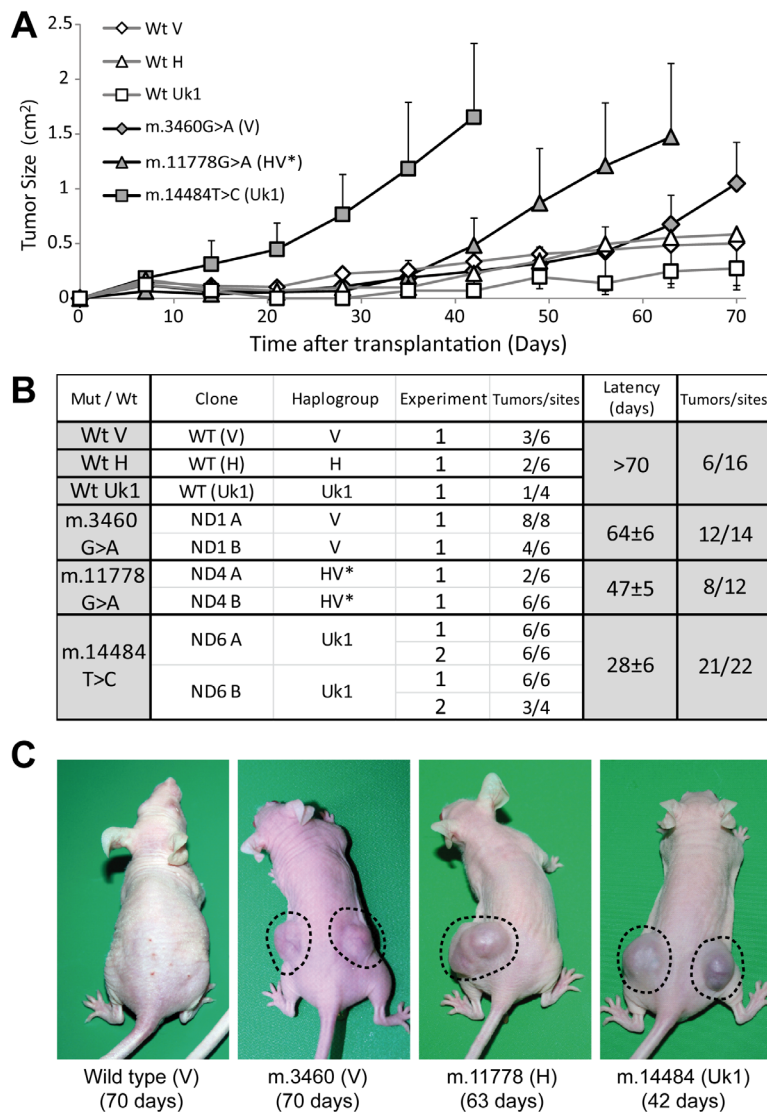 A
Tumor Size (cm²)
2.5
2
1.5
1
0.5
0
Wt V
Wt H
Wt Uk1
m.3460G>A (V)
m.11778G>A (HV*)
m.14484T>C (Uk1)
0 10 20 30 40 50 60 70
Time after transplantation (Days)
B
Mut / Wt Clone Haplogroup Experiment Tumors/sites Latency (days) Tumors/sites
Wt V WT (V) V 1 3/6 >70 6/16
Wt H WT (H) H 1 2/6
Wt Uk1 WT (Uk1) Uk1 1 1/4
m.3460 G>A ND1 A V 1 8/8 64±6 12/14
ND1 B V 1 4/6
m.11778 G>A ND4 A HV* 1 2/6 47±5 8/12
ND4 B HV* 1 6/6
m.14484 T>C ND6 A Uk1 1 6/6 28±6 21/22
2 6/6
ND6 B Uk1 1 6/6
2 3/4
C
Wild type (V) m.3460 (V) m.11778 (H) m.14484 (Uk1)
(70 days) (70 days) (63 days) (42 days)